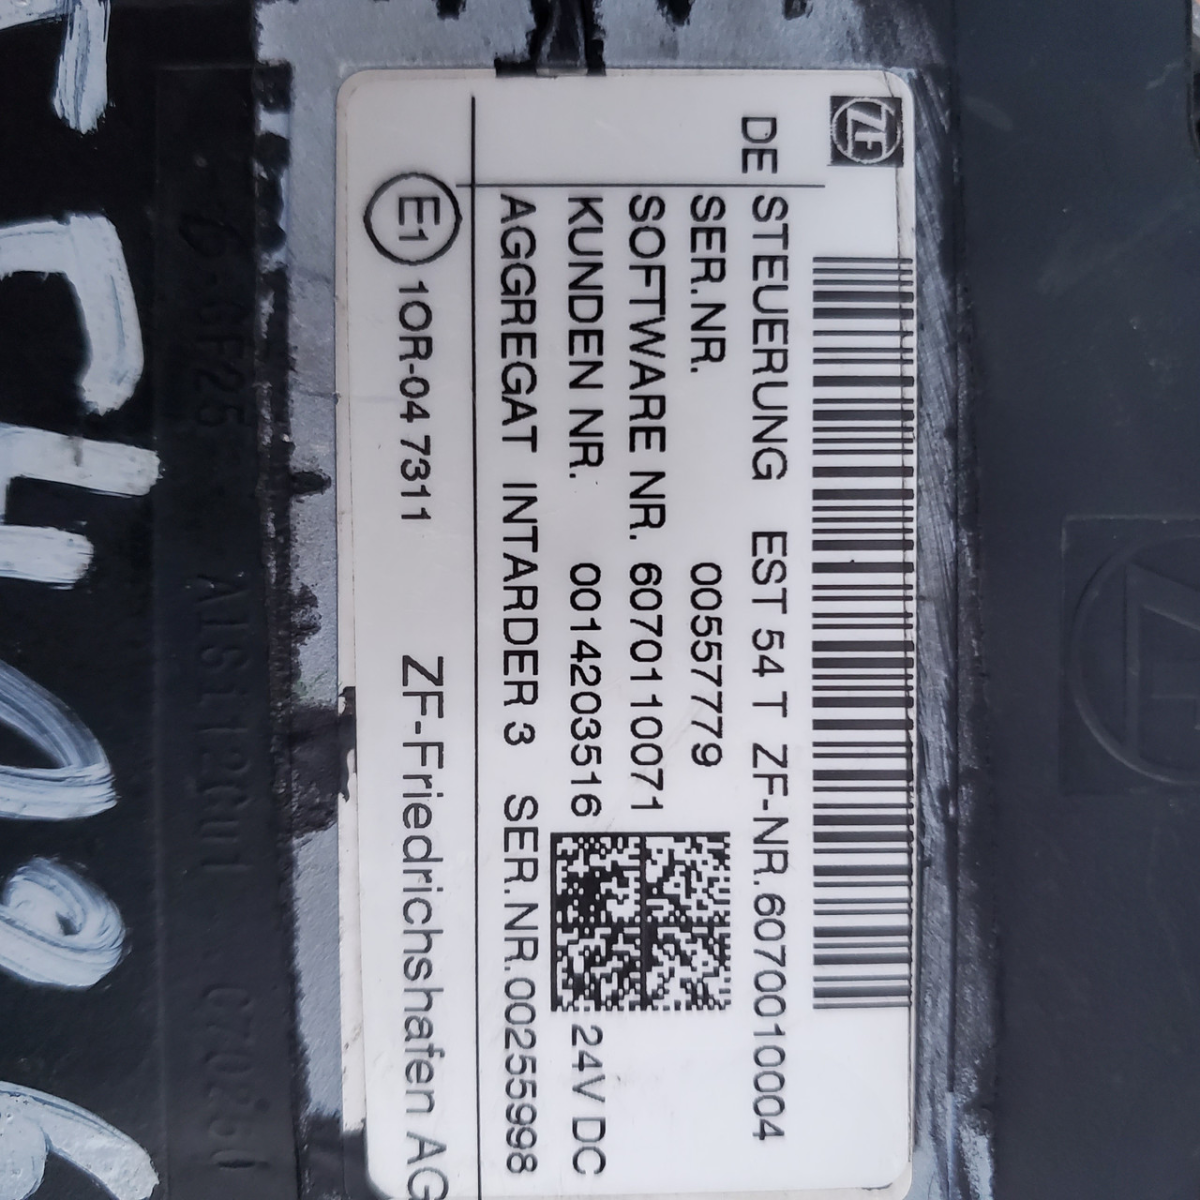 ZF
DE STEUERUNG EST 54 T ZF-NR.6070010004
SER.NR. 00557779
SOFTWARE NR. 6070110071
KUNDEN NR. 0014203516 24V DC
AGGREGAT INTARDER 3 SER.NR.00255998
E1 10R-04 7311 ZF-Friedrichshafen AG